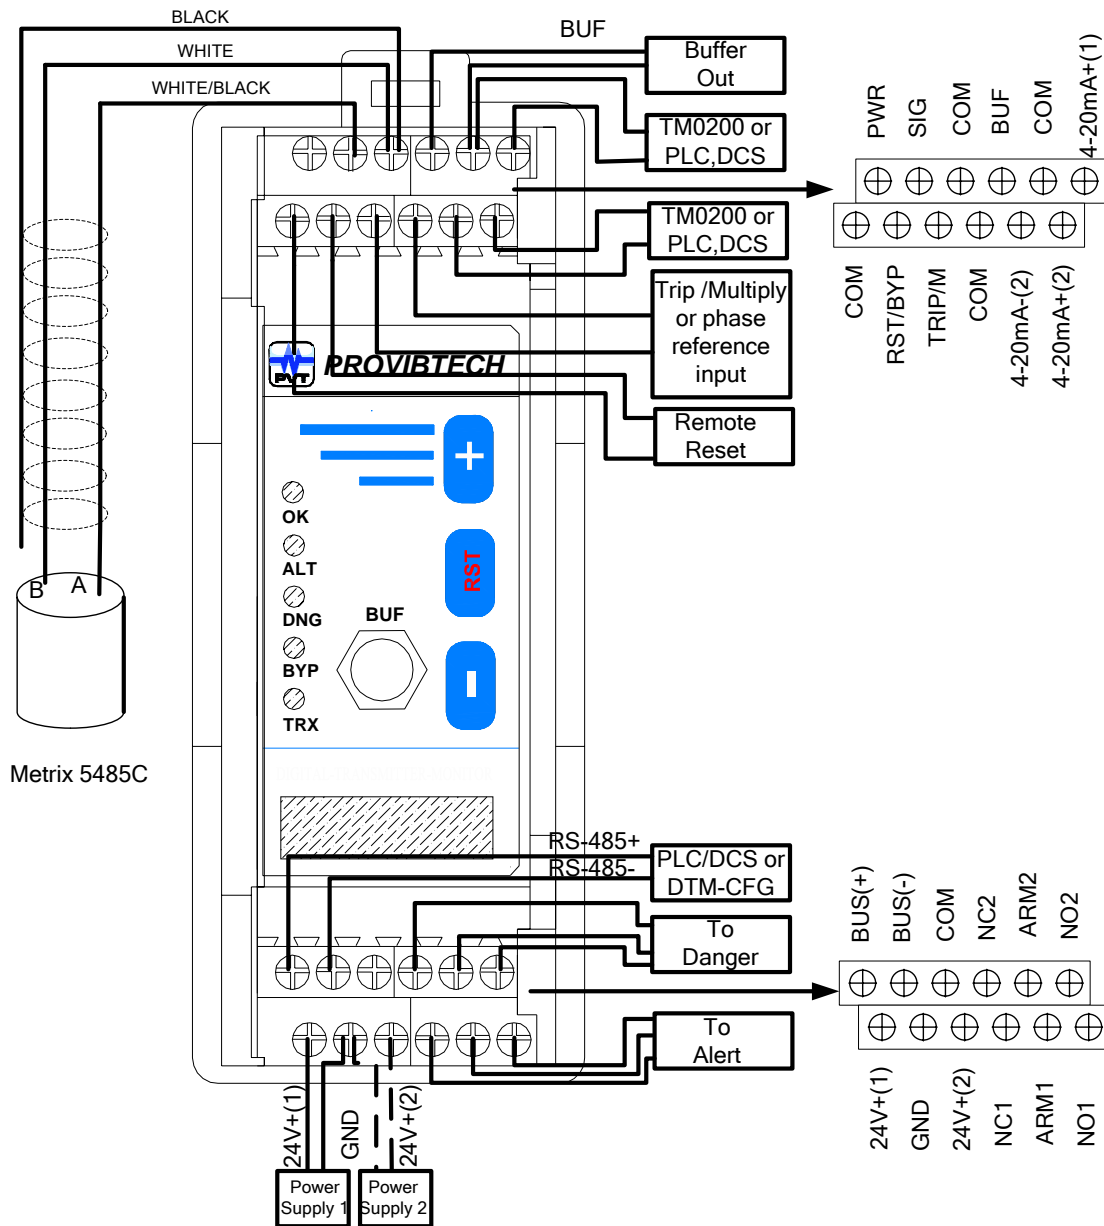 BLACK
WHITE
WHITE/BLACK
BUF
Buffer
Out
TM0200 or
PLC,DCS
TM0200 or
PLC,DCS
Trip /Multiply
or phase
reference
input
Remote
Reset
PWR
SIG
COM
BUF
COM
4-20mA+(1)
COM
RST/BYP
TRIP/M
COM
4-20mA-(2)
4-20mA+(2)
PVT
PROVIBTECH
+
OK
ALT
RST
DNG
BUF
BYP
-
TRX
B
A
Metrix 5485C
RS-485+
RS-485-
PLC/DCS or
DTM-CFG
To
Danger
To
Alert
BUS(+)
BUS(-)
COM
NC2
ARM2
NO2
24V+(1)
GND
24V+(2)
NC1
ARM1
NO1
24V+(1)
GND
24V+(2)
Power
Supply 1
Power
Supply 2